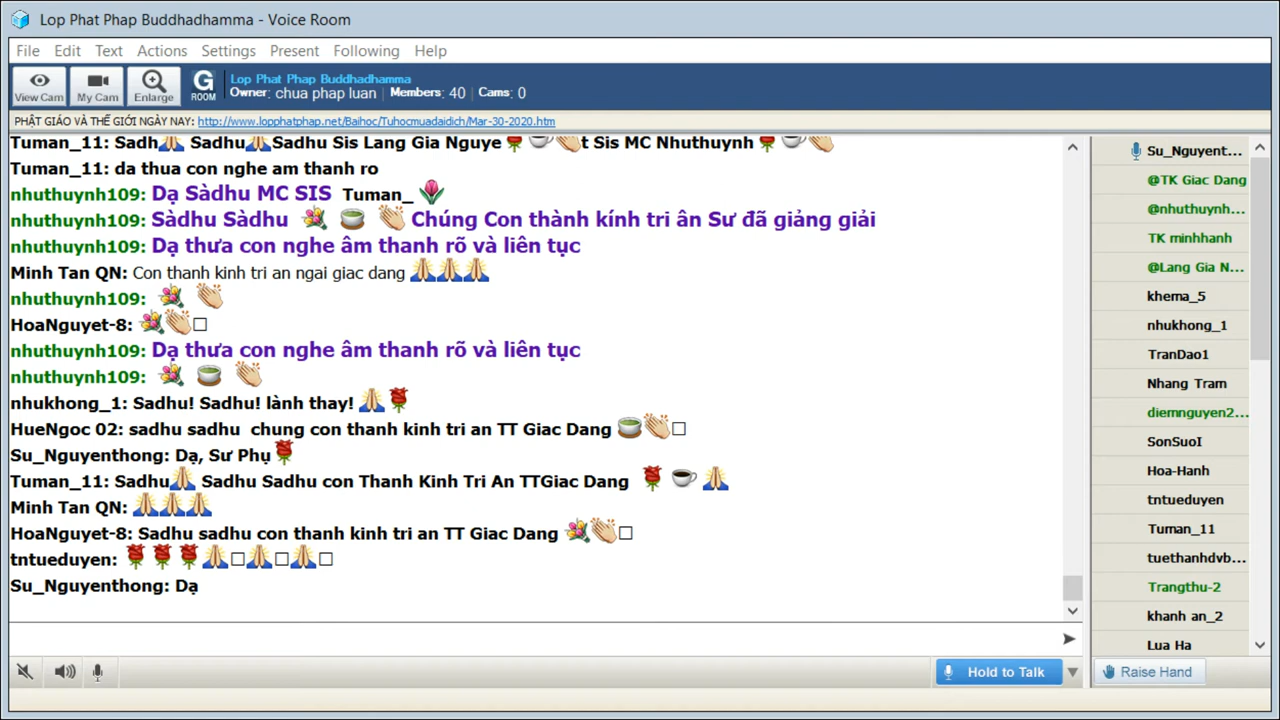 Lop Phat Phap Buddhadhamma - Voice Room
File Edit Text Actions Settings Present Following Help
View Cam My Cam Enlarge G ROOM
Lop Phat Phap Buddhadhamma
Owner: chua phap luan Members: 40 Cams: 0
PHẬT GIÁO VÀ THẾ GIỚI NGÀY NAY: http://www.lopphatphap.net/Baihoc/Tuhocmuadaidich/Mar-30-2020.htm
Tuman_11: Sadh🙏 Sadhu🙏Sadhu Sis Lang Gia Nguye🌹☕👏t Sis MC Nhuthuynh🌹☕👏
Tuman_11: da thua con nghe am thanh ro
nhuthuynh109: Dạ Sàdhu MC SIS Tuman_🌷
nhuthuynh109: Sàdhu Sàdhu 💐 🍵 👏 Chúng Con thành kính tri ân Sư đã giảng giải
nhuthuynh109: Dạ thưa con nghe âm thanh rõ và liên tục
Minh Tan QN: Con thanh kinh tri an ngai giac dang 🙏🙏🙏
nhuthuynh109: 💐 👏
HoaNguyet-8: 💐👏□
nhuthuynh109: Dạ thưa con nghe âm thanh rõ và liên tục
nhuthuynh109: 💐 🍵 👏
nhukhong_1: Sadhu! Sadhu! lành thay! 🙏🌹
HueNgoc 02: sadhu sadhu chung con thanh kinh tri an TT Giac Dang 🍵👏□
Su_Nguyenthong: Dạ, Sư Phụ🌹
Tuman_11: Sadhu🙏 Sadhu Sadhu con Thanh Kinh Tri An TTGiac Dang 🌹 ☕ 🙏
Minh Tan QN: 🙏🙏🙏
HoaNguyet-8: Sadhu sadhu con thanh kinh tri an TT Giac Dang 💐👏□
tntueduyen: 🌹🌹🌹🙏□🙏□🙏□
Su_Nguyenthong: Dạ
Su_Nguyent...
@TK Giac Dang
@nhuthuynh...
TK minhhanh
@Lang Gia N...
khema_5
nhukhong_1
TranDao1
Nhang Tram
diemnguyen2...
SonSuoI
Hoa-Hanh
tntueduyen
Tuman_11
tuethanhdvb...
Trangthu-2
khanh an_2
Lua Ha
Hold to Talk
Raise Hand